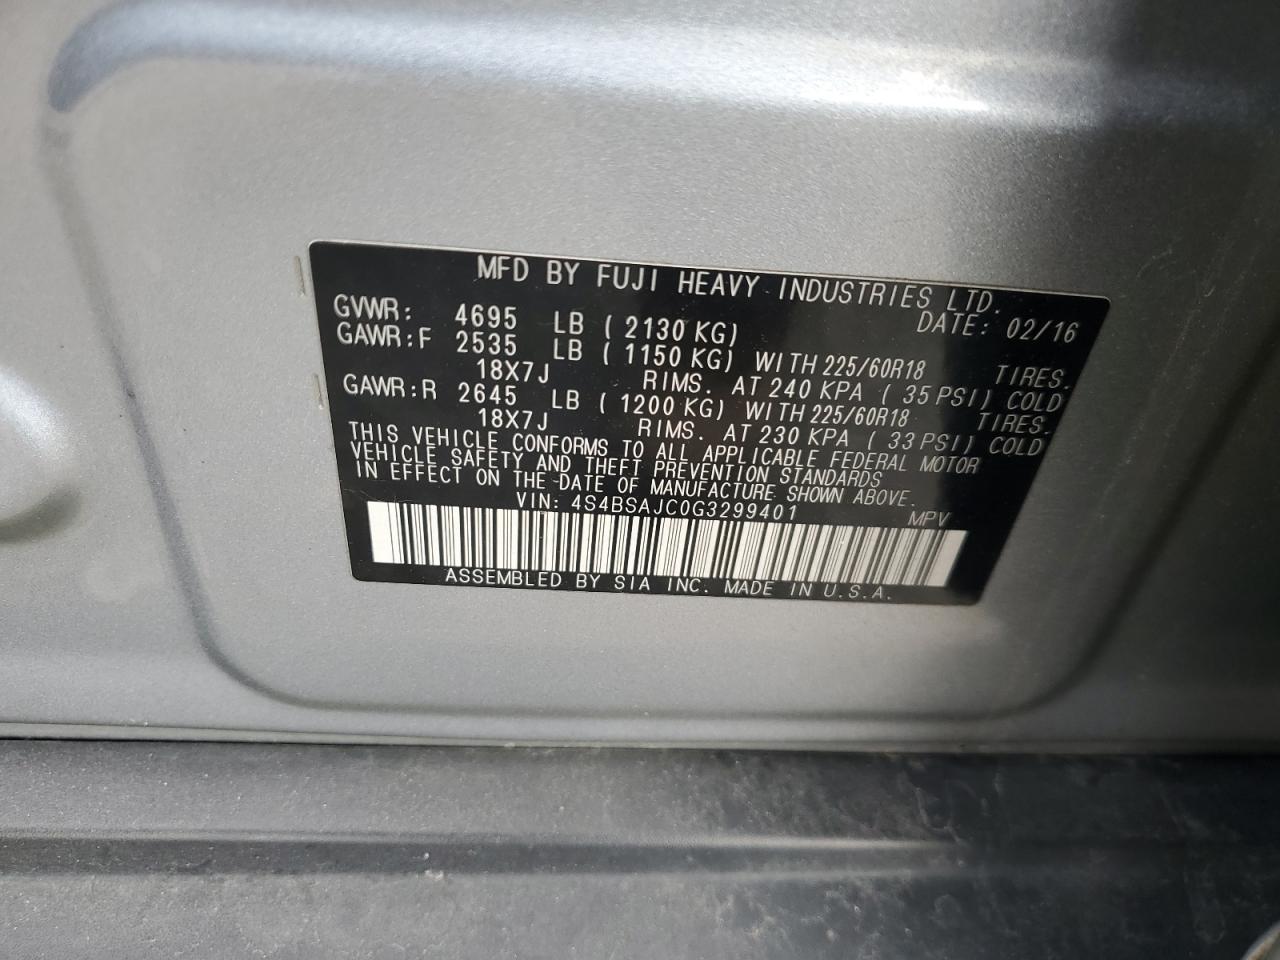 MFD BY FUJI HEAVY INDUSTRIES LTD.
DATE: 02/16
GVWR: 4695 LB ( 2130 KG)
GAWR:F 2535 LB ( 1150 KG) WITH 225/60R18 TIRES.
18X7J RIMS. AT 240 KPA ( 35 PSI) COLD
GAWR:R 2645 LB ( 1200 KG) WITH 225/60R18 TIRES.
18X7J RIMS. AT 230 KPA ( 33 PSI) COLD
THIS VEHICLE CONFORMS TO ALL APPLICABLE FEDERAL MOTOR
VEHICLE SAFETY AND THEFT PREVENTION STANDARDS
IN EFFECT ON THE DATE OF MANUFACTURE SHOWN ABOVE.
VIN: 4S4BSAJC0G3299401 MPV
ASSEMBLED BY SIA INC. MADE IN U.S.A.